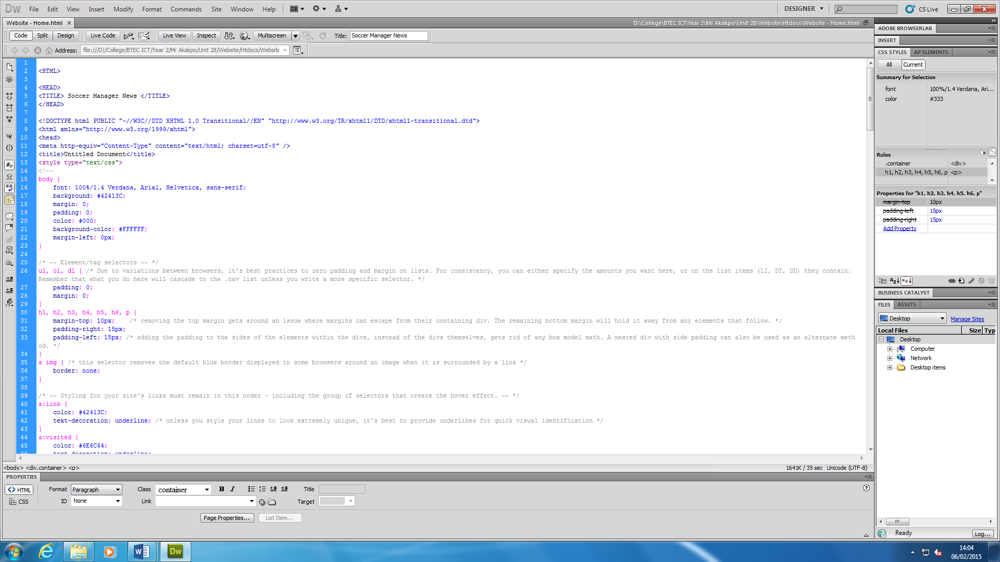 Dw File Edit View Insert Modify Format Commands Site Window Help DESIGNER CS Live
Website - Home.html × D:\College\BTEC ICT\Year 2\Mr Akakpo\Unit 28\Website\Htdocs\Website - Home.html
Code Split Design Live Code Live View Inspect Multiscreen Title: Soccer Manager News
Address: file:///D|/College/BTEC ICT/Year 2/Mr Akakpo/Unit 28/Website/Htdocs/Website
1
2 <HTML>
3
4 <HEAD>
5 <TITLE> Soccer Manager News </TITLE>
6 </HEAD>
7
8 <!DOCTYPE html PUBLIC "-//W3C//DTD XHTML 1.0 Transitional//EN" "http://www.w3.org/TR/xhtml1/DTD/xhtml1-transitional.dtd">
9 <html xmlns="http://www.w3.org/1999/xhtml">
10 <head>
11 <meta http-equiv="Content-Type" content="text/html; charset=utf-8" />
12 <title>Untitled Document</title>
13 <style type="text/css">
14 <!--
15 body {
16 font: 100%/1.4 Verdana, Arial, Helvetica, sans-serif;
17 background: #42413C;
18 margin: 0;
19 padding: 0;
20 color: #000;
21 background-color: #FFFFFF;
22 margin-left: 0px;
23 }
24
25 /* ~~ Element/tag selectors ~~ */
26 ul, ol, dl { /* Due to variations between browsers, it's best practices to zero padding and margin on lists. For consistency, you can either specify the amounts you want here, or on the list items (LI, DT, DD) they contain.
Remember that what you do here will cascade to the .nav list unless you write a more specific selector. */
27 padding: 0;
28 margin: 0;
29 }
30 h1, h2, h3, h4, h5, h6, p {
31 margin-top: 10px; /* removing the top margin gets around an issue where margins can escape from their containing div. The remaining bottom margin will hold it away from any elements that follow. */
32 padding-right: 15px;
33 padding-left: 15px; /* adding the padding to the sides of the elements within the divs, instead of the divs themselves, gets rid of any box model math. A nested div with side padding can also be used as an alternate meth
od. */
34 }
35 a img { /* this selector removes the default blue border displayed in some browsers around an image when it is surrounded by a link */
36 border: none;
37 }
38
39 /* ~~ Styling for your site's links must remain in this order - including the group of selectors that create the hover effect. ~~ */
40 a:link {
41 color: #42413C;
42 text-decoration: underline; /* unless you style your links to look extremely unique, it's best to provide underlines for quick visual identification */
43 }
44 a:visited {
45 color: #6E6C64;
46 text-decoration: underline;
<body> <div.container> <p> 1641K / 35 sec Unicode (UTF-8)
PROPERTIES
HTML Format Paragraph Class container B I Title
CSS ID None Link Target
Page Properties... List Item...
ADOBE BROWSERLAB
INSERT
CSS STYLES AP ELEMENTS
All Current
Summary for Selection
font 100%/1.4 Verdana, Ari...
color #333
Rules
.container <div>
h1, h2, h3, h4, h5, h6, p <p>
Properties for "h1, h2, h3, h4, h5, h6, p"
margin-top 10px
padding-left 15px
padding-right 15px
Add Property
BUSINESS CATALYST
FILES ASSETS
Desktop Manage Sites
Local Files Size Typ
Desktop
Computer
Network
Desktop items
Ready Log...
W Dw
14:04
06/02/2015